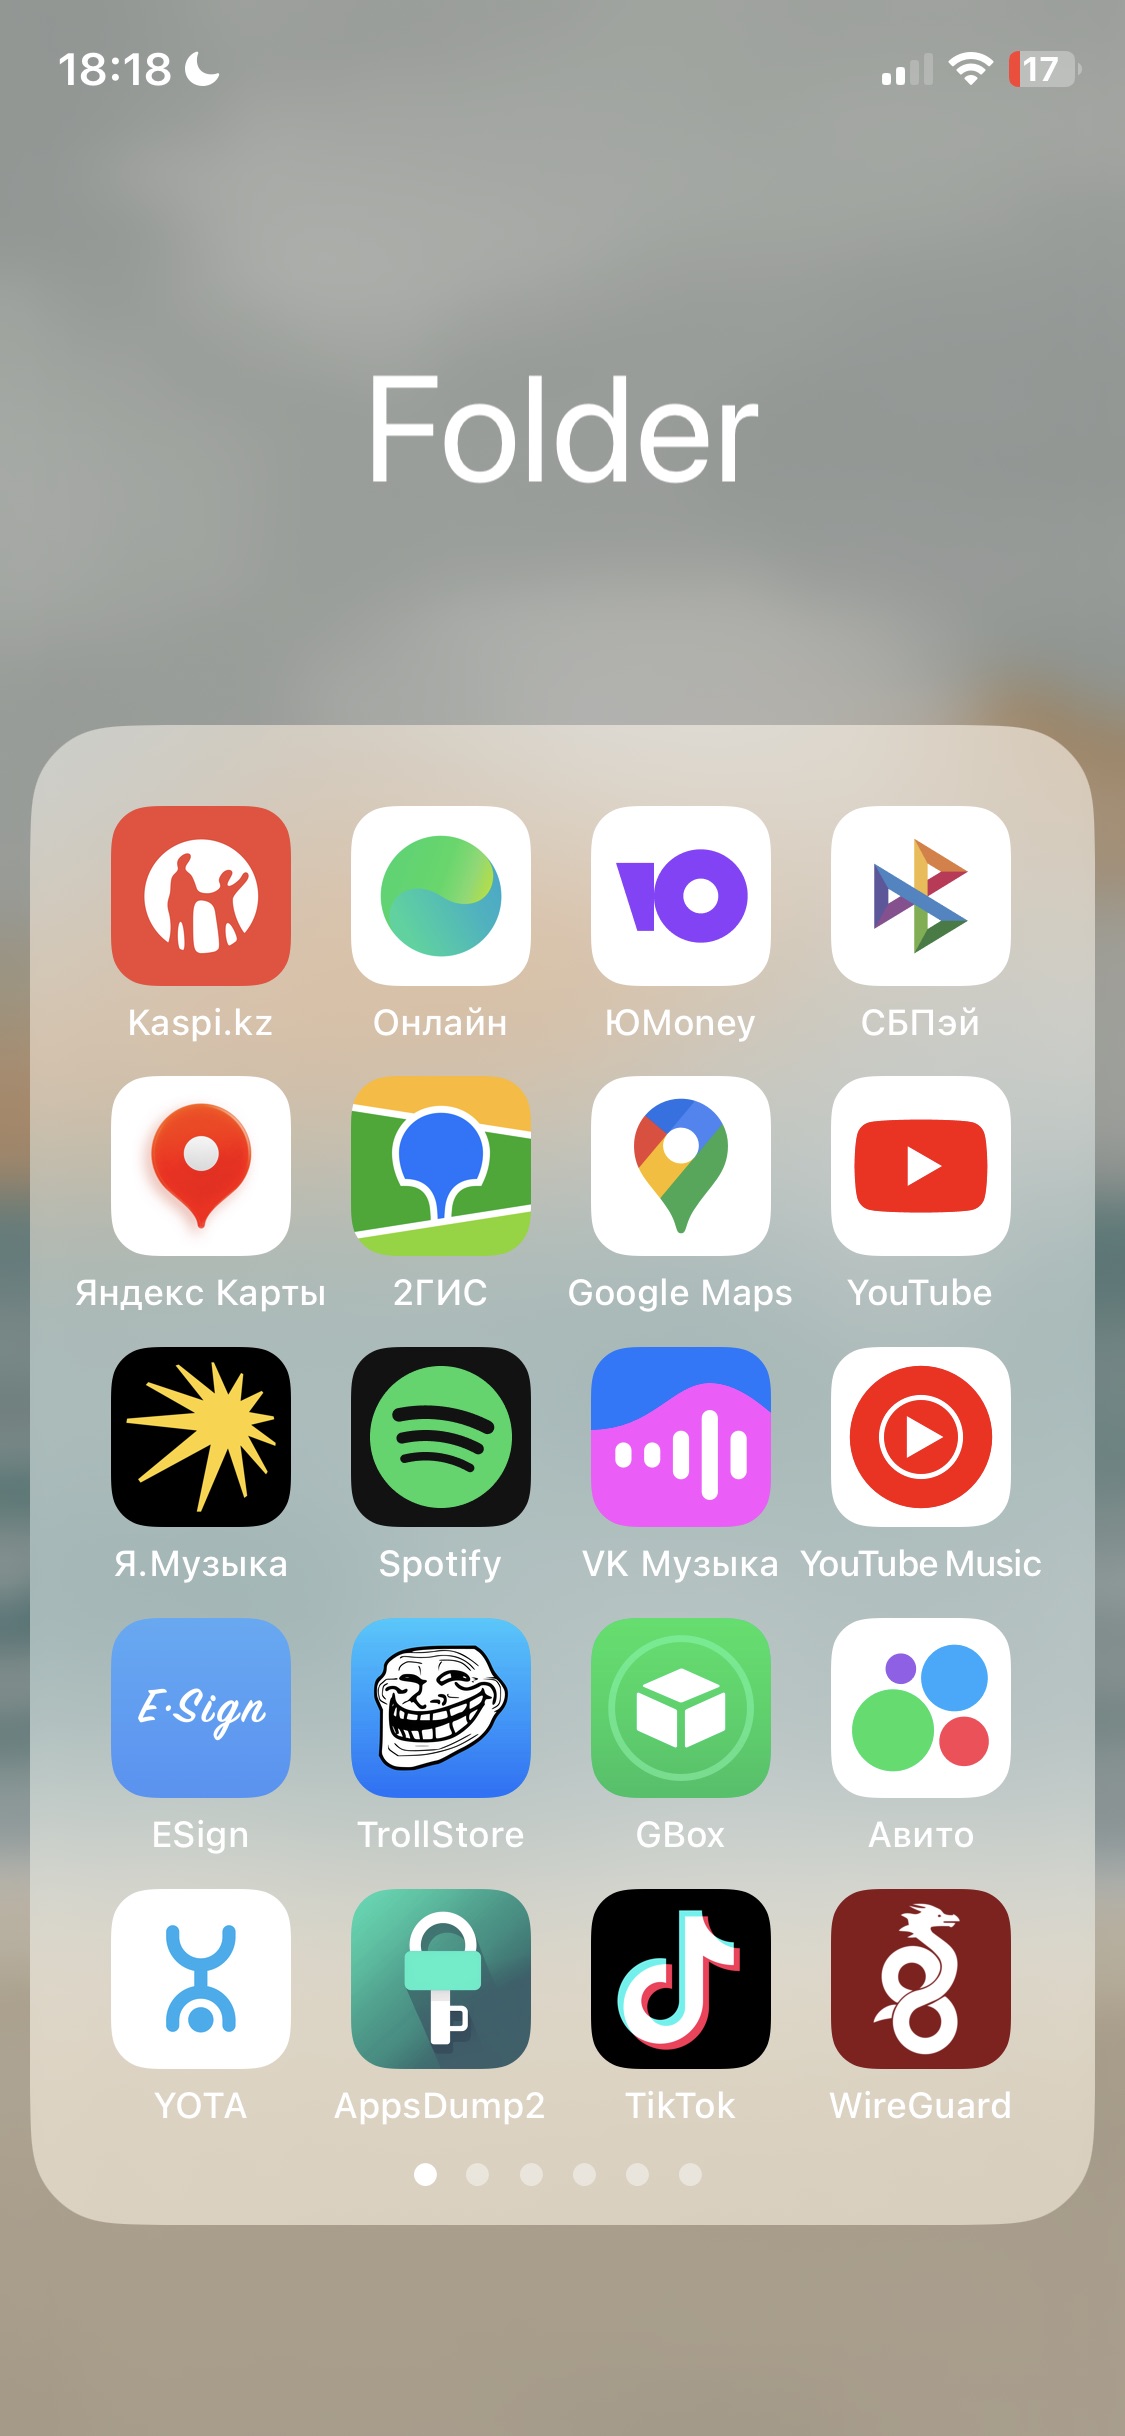 18:18
17
Folder
Kaspi.kz
Онлайн
ЮMoney
СБПэй
Яндекс Карты
2ГИС
Google Maps
YouTube
Я.Музыка
Spotify
VK Музыка
YouTube Music
E·Sign
ESign
TrollStore
GBox
Авито
YOTA
AppsDump2
TikTok
WireGuard